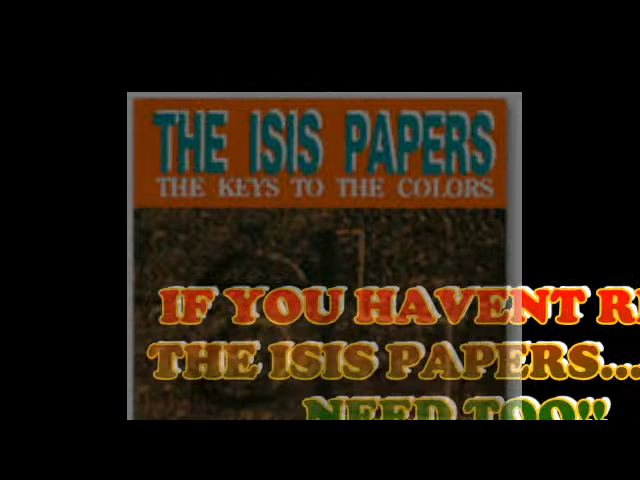 THE ISIS PAPERS
THE KEYS TO THE COLORS
IF YOU HAVENT
THE ISIS PAPERS...
NEED TOO"